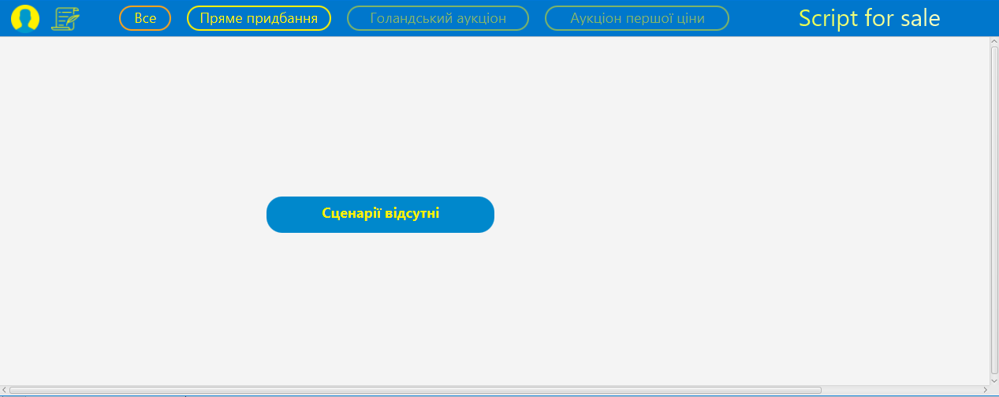 Все
Пряме придбання
Голандський аукціон
Аукціон першої ціни
Script for sale
Сценарії відсутні